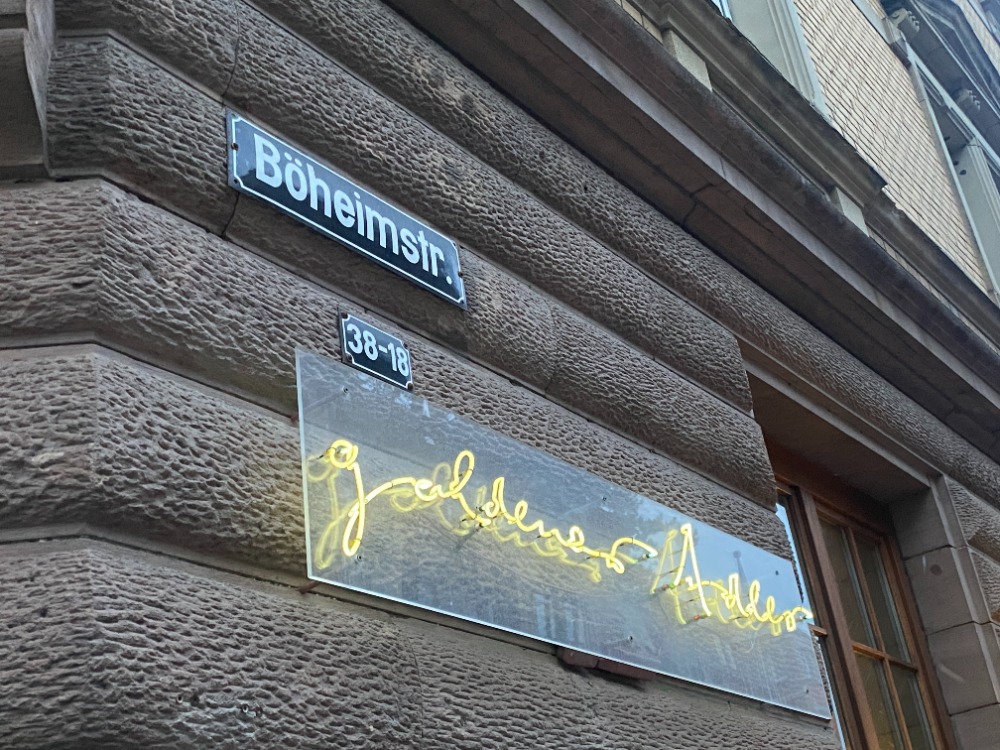 Böheimstr.
38-18
goldener Adler